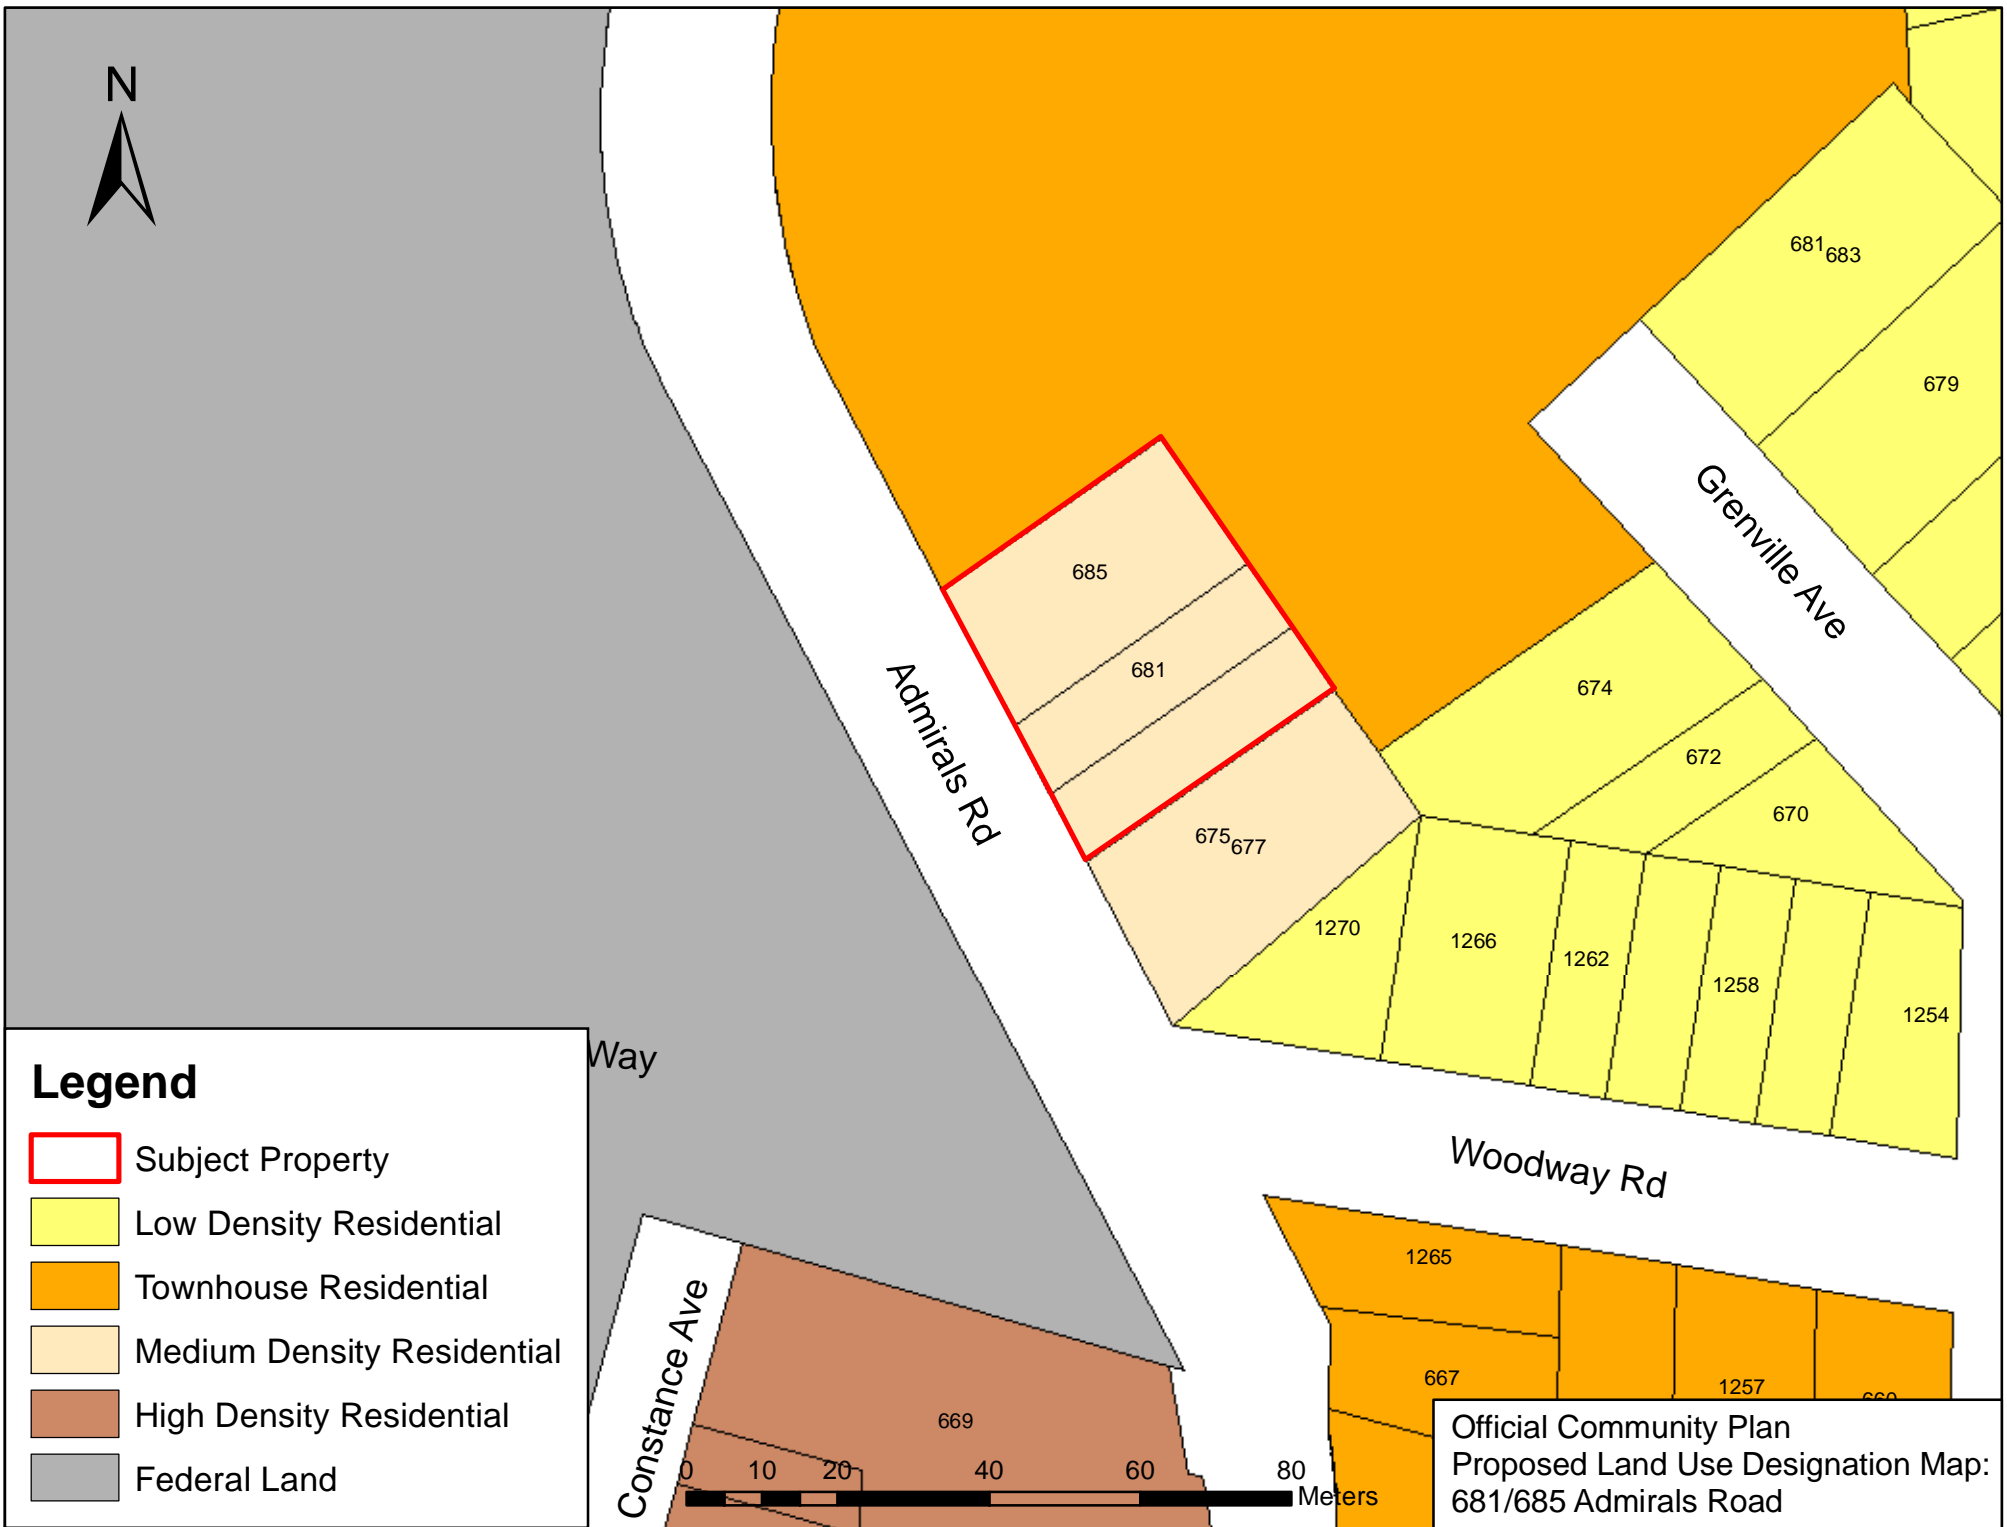 N
681
683
679
Grenville Ave
685
681
Admirals Rd
674
672
670
675
677
1270
1266
1262
1258
1254
Way
Woodway Rd
Legend
Subject Property
Low Density Residential
Townhouse Residential
Medium Density Residential
High Density Residential
Federal Land
Constance Ave
669
1265
667
1257
0 10 20 40 60 80
Meters
Official Community Plan
Proposed Land Use Designation Map:
681/685 Admirals Road